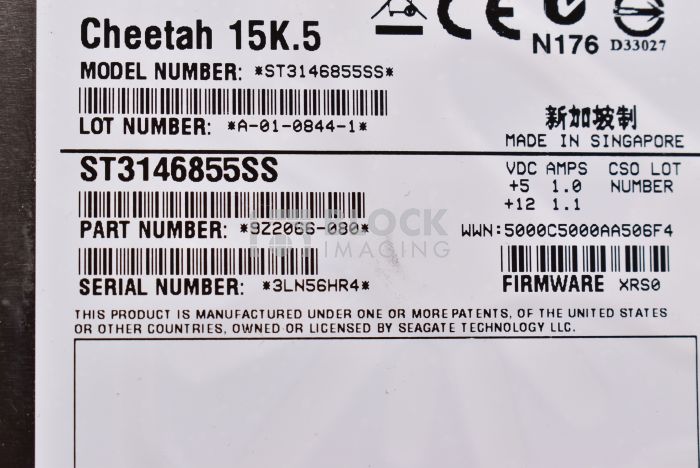 Cheetah 15K.5
N176 D33027
MODEL NUMBER: *ST3146855SS*
LOT NUMBER: *A-01-0844-1*
新加坡制
MADE IN SINGAPORE
ST3146855SS
VDC AMPS CSO LOT
+5 1.0 NUMBER
+12 1.1
PART NUMBER: *9Z2066-080*
WWN:5000C5000AA506F4
BLOCK
IMAGING
SERIAL NUMBER: *3LN56HR4*
FIRMWARE XRS0
THIS PRODUCT IS MANUFACTURED UNDER ONE OR MORE PATENTS, OF THE UNITED STATES
OR OTHER COUNTRIES, OWNED OR LICENSED BY SEAGATE TECHNOLOGY LLC.